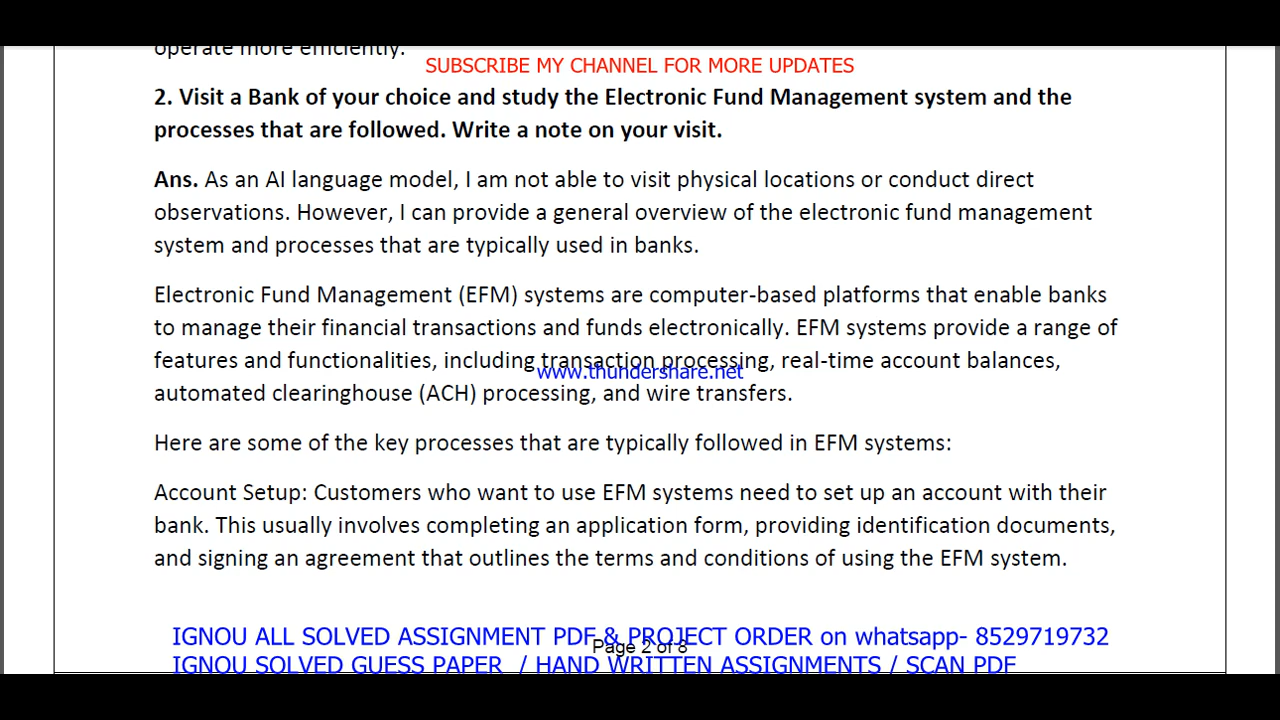 operate more efficiently.
SUBSCRIBE MY CHANNEL FOR MORE UPDATES
2. Visit a Bank of your choice and study the Electronic Fund Management system and the
processes that are followed. Write a note on your visit.
Ans. As an AI language model, I am not able to visit physical locations or conduct direct
observations. However, I can provide a general overview of the electronic fund management
system and processes that are typically used in banks.
Electronic Fund Management (EFM) systems are computer-based platforms that enable banks
to manage their financial transactions and funds electronically. EFM systems provide a range of
features and functionalities, including transaction processing, real-time account balances,
www.thundershare.net
automated clearinghouse (ACH) processing, and wire transfers.
Here are some of the key processes that are typically followed in EFM systems:
Account Setup: Customers who want to use EFM systems need to set up an account with their
bank. This usually involves completing an application form, providing identification documents,
and signing an agreement that outlines the terms and conditions of using the EFM system.
IGNOU ALL SOLVED ASSIGNMENT PDF & PROJECT ORDER on whatsapp- 8529719732
Page 2 of 8
IGNOU SOLVED GUESS PAPER / HAND WRITTEN ASSIGNMENTS / SCAN PDF